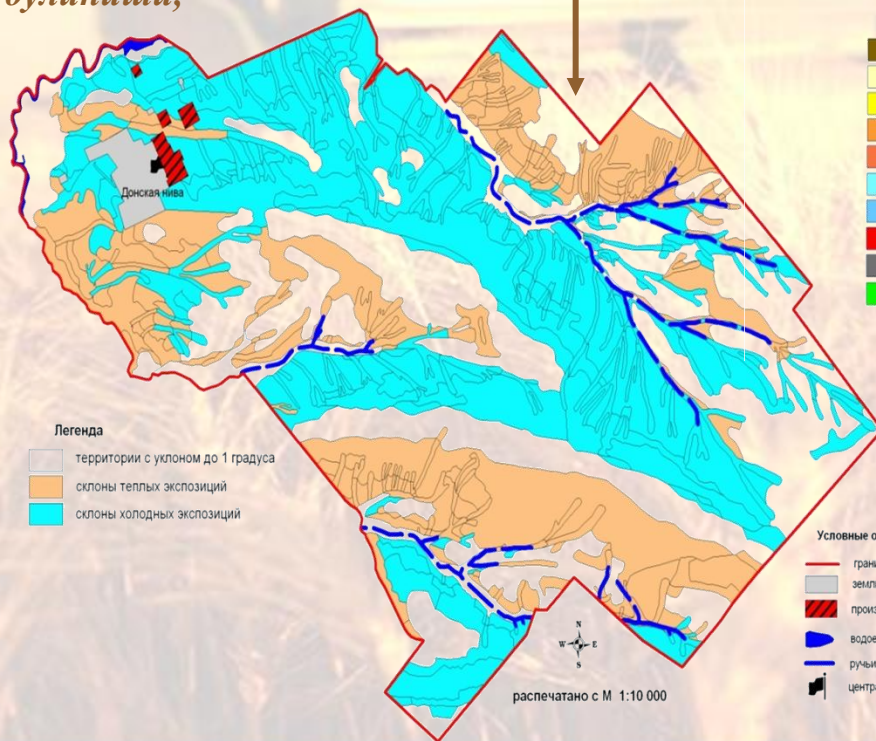 Донская нива
Легенда
территории с уклоном до 1 градуса
склоны теплых экспозиций
склоны холодных экспозиций
N
W E
S
распечатано с М 1:10 000
Условные о
грани
земл
произ
водое
ручьи
центра